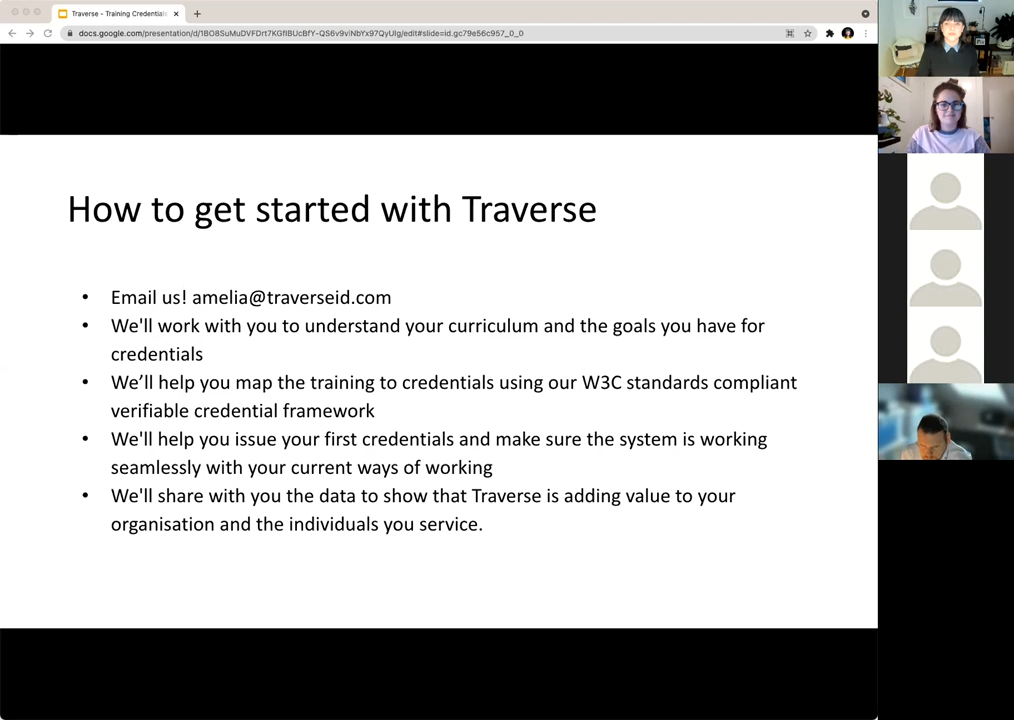 Traverse - Training Credentials
docs.google.com/presentation/d/1BO8SuMuDVFDrt7KGflBUcBfY-QS6v9viNbYx97QyUlg/edit#slide=id.gc79e56c957_0_0
How to get started with Traverse
• Email us! amelia@traverseid.com
• We'll work with you to understand your curriculum and the goals you have for
credentials
• We’ll help you map the training to credentials using our W3C standards compliant
verifiable credential framework
• We'll help you issue your first credentials and make sure the system is working
seamlessly with your current ways of working
• We'll share with you the data to show that Traverse is adding value to your
organisation and the individuals you service.